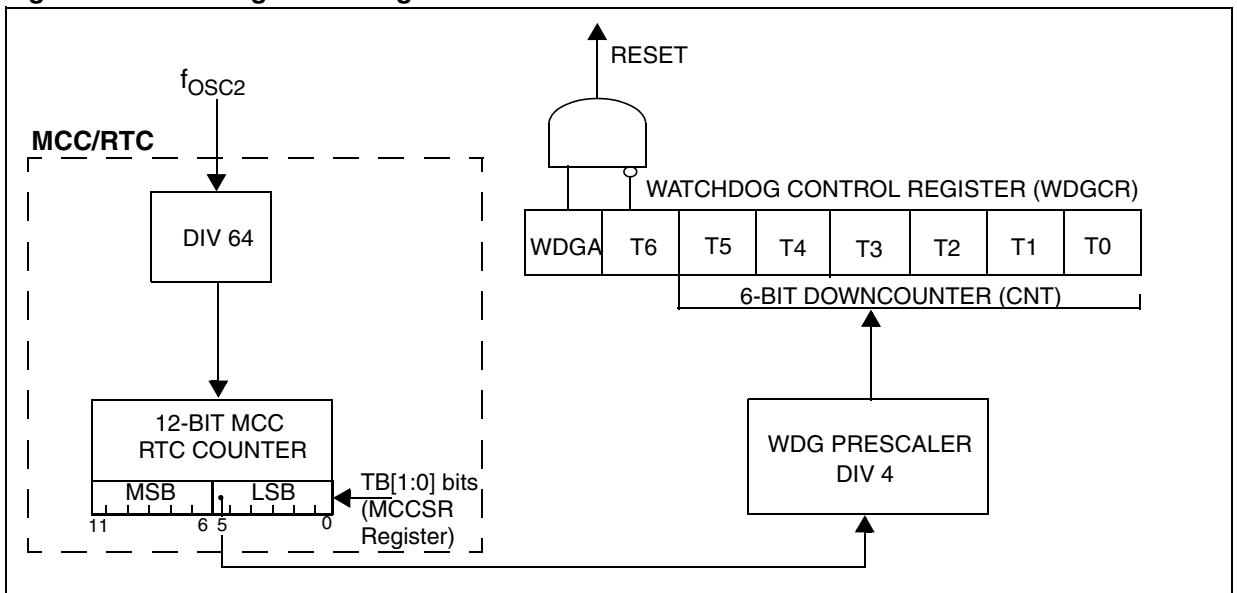 RESET
fOSC2
MCC/RTC
DIV 64
WATCHDOG CONTROL REGISTER (WDGCR)
WDGA T6 T5 T4 T3 T2 T1 T0
6-BIT DOWNCOUNTER (CNT)
12-BIT MCC
RTC COUNTER
MSB LSB
11 6 5 0
TB[1:0] bits
(MCCSR
Register)
WDG PRESCALER
DIV 4